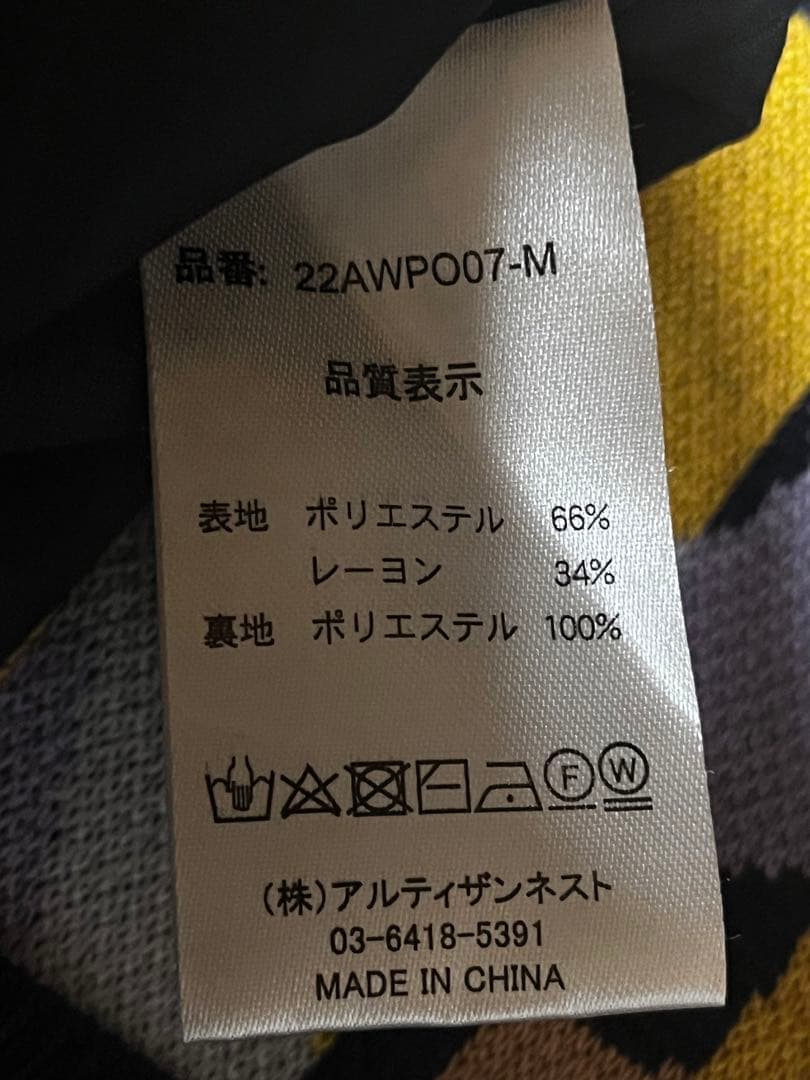 品番: 22AWPO07-M
品質表示
表地 ポリエステル 66%
レーヨン 34%
裏地 ポリエステル 100%
F W
(株)アルティザンネスト
03-6418-5391
MADE IN CHINA